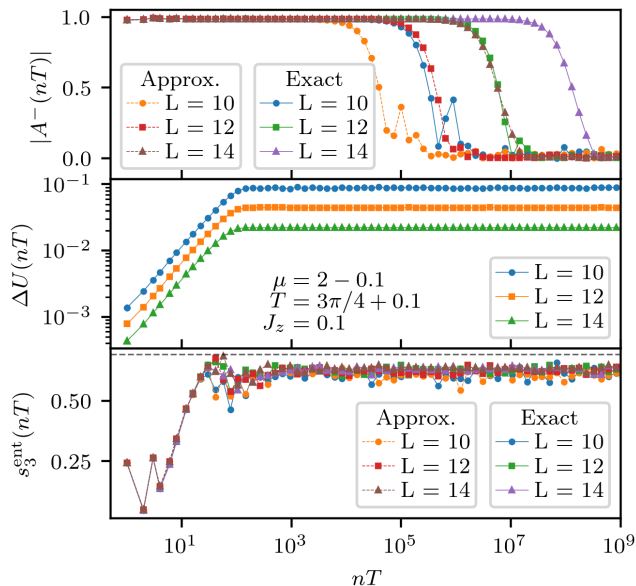 1.0
0.5
0.0
|A⁻(nT)|
Approx.
L = 10
L = 12
L = 14
Exact
L = 10
L = 12
L = 14
10⁻¹
10⁻²
10⁻³
ΔU(nT)
μ = 2 − 0.1
T = 3π/4 + 0.1
J_z = 0.1
L = 10
L = 12
L = 14
0.50
0.25
s₃ᵉⁿᵗ(nT)
Approx.
L = 10
L = 12
L = 14
Exact
L = 10
L = 12
L = 14
10¹ 10³ 10⁵ 10⁷ 10⁹
nT